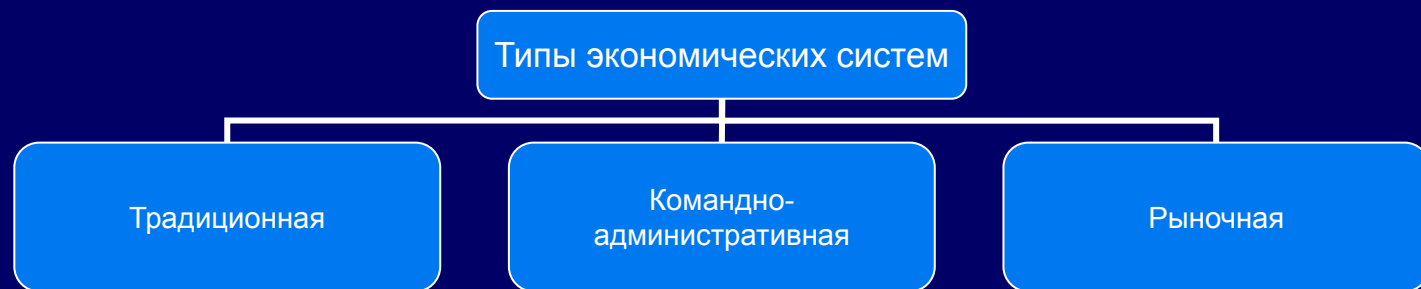 Типы экономических систем
Традиционная
Командно-
административная
Рыночная